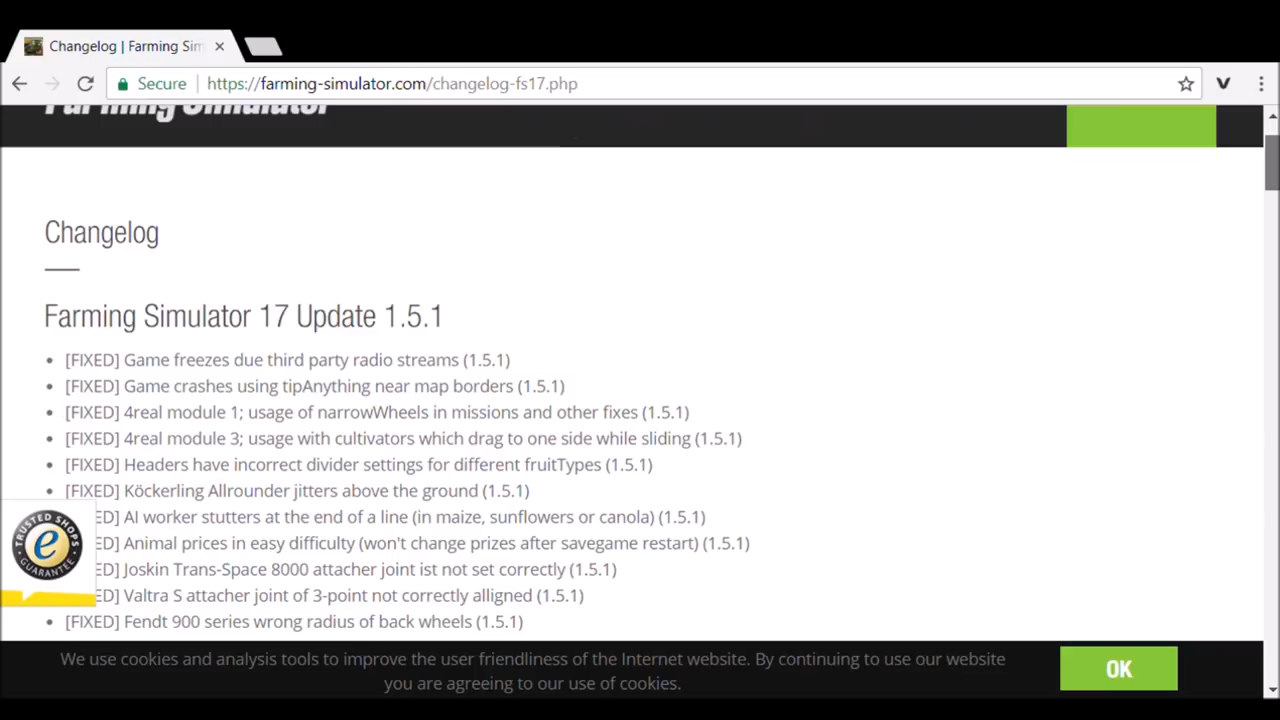 Changelog | Farming Sim
Secure
https://farming-simulator.com/changelog-fs17.php
Farming Simulator
Changelog
Farming Simulator 17 Update 1.5.1
[FIXED] Game freezes due third party radio streams (1.5.1)
[FIXED] Game crashes using tipAnything near map borders (1.5.1)
[FIXED] 4real module 1; usage of narrowWheels in missions and other fixes (1.5.1)
[FIXED] 4real module 3; usage with cultivators which drag to one side while sliding (1.5.1)
[FIXED] Headers have incorrect divider settings for different fruitTypes (1.5.1)
[FIXED] Köckerling Allrounder jitters above the ground (1.5.1)
ED] AI worker stutters at the end of a line (in maize, sunflowers or canola) (1.5.1)
ED] Animal prices in easy difficulty (won't change prizes after savegame restart) (1.5.1)
ED] Joskin Trans-Space 8000 attacher joint ist not set correctly (1.5.1)
ED] Valtra S attacher joint of 3-point not correctly alligned (1.5.1)
[FIXED] Fendt 900 series wrong radius of back wheels (1.5.1)
TRUSTED SHOPS
e
GUARANTEE
We use cookies and analysis tools to improve the user friendliness of the Internet website. By continuing to use our website
you are agreeing to our use of cookies.
OK